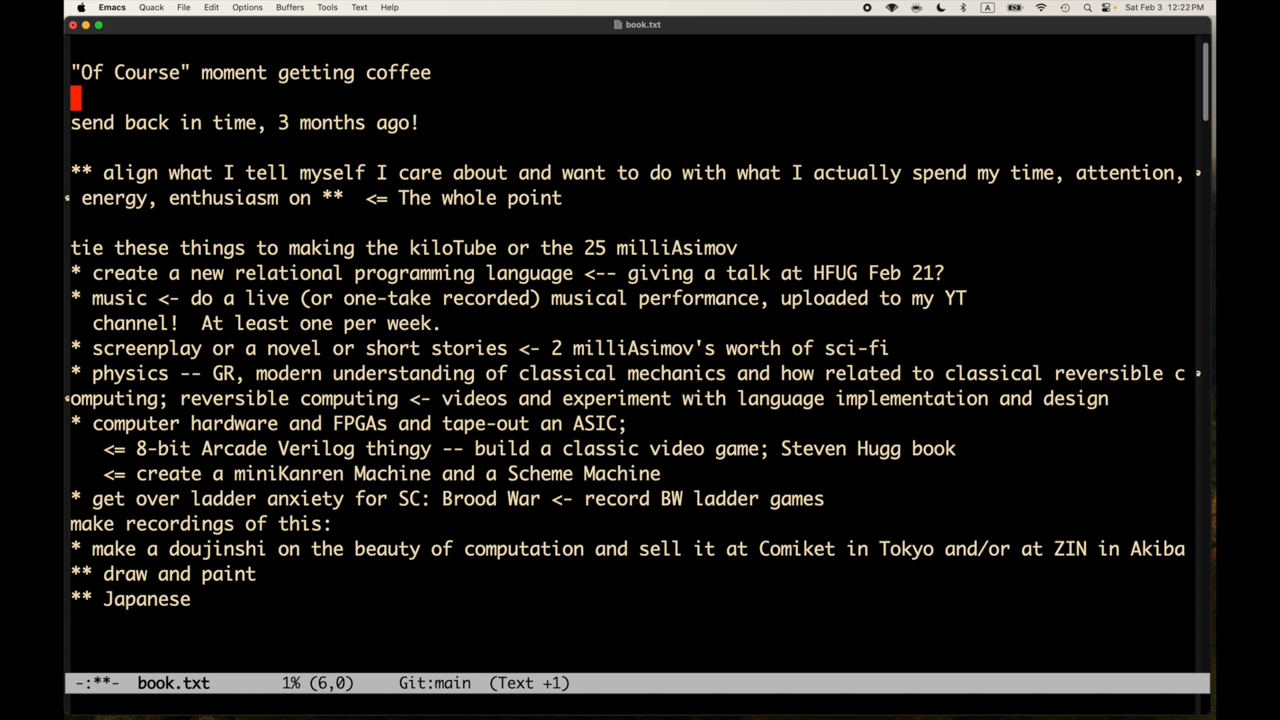 Emacs Quack File Edit Options Buffers Tools Text Help A Sat Feb 3 12:22 PM
book.txt
"Of Course" moment getting coffee
send back in time, 3 months ago!
** align what I tell myself I care about and want to do with what I actually spend my time, attention,
energy, enthusiasm on ** <= The whole point
tie these things to making the kiloTube or the 25 milliAsimov
* create a new relational programming language <-- giving a talk at HFUG Feb 21?
* music <- do a live (or one-take recorded) musical performance, uploaded to my YT
channel! At least one per week.
* screenplay or a novel or short stories <- 2 milliAsimov's worth of sci-fi
* physics -- GR, modern understanding of classical mechanics and how related to classical reversible c
omputing; reversible computing <- videos and experiment with language implementation and design
* computer hardware and FPGAs and tape-out an ASIC;
<= 8-bit Arcade Verilog thingy -- build a classic video game; Steven Hugg book
<= create a miniKanren Machine and a Scheme Machine
* get over ladder anxiety for SC: Brood War <- record BW ladder games
make recordings of this:
* make a doujinshi on the beauty of computation and sell it at Comiket in Tokyo and/or at ZIN in Akiba
** draw and paint
** Japanese
-:**- book.txt 1% (6,0) Git:main (Text +1)